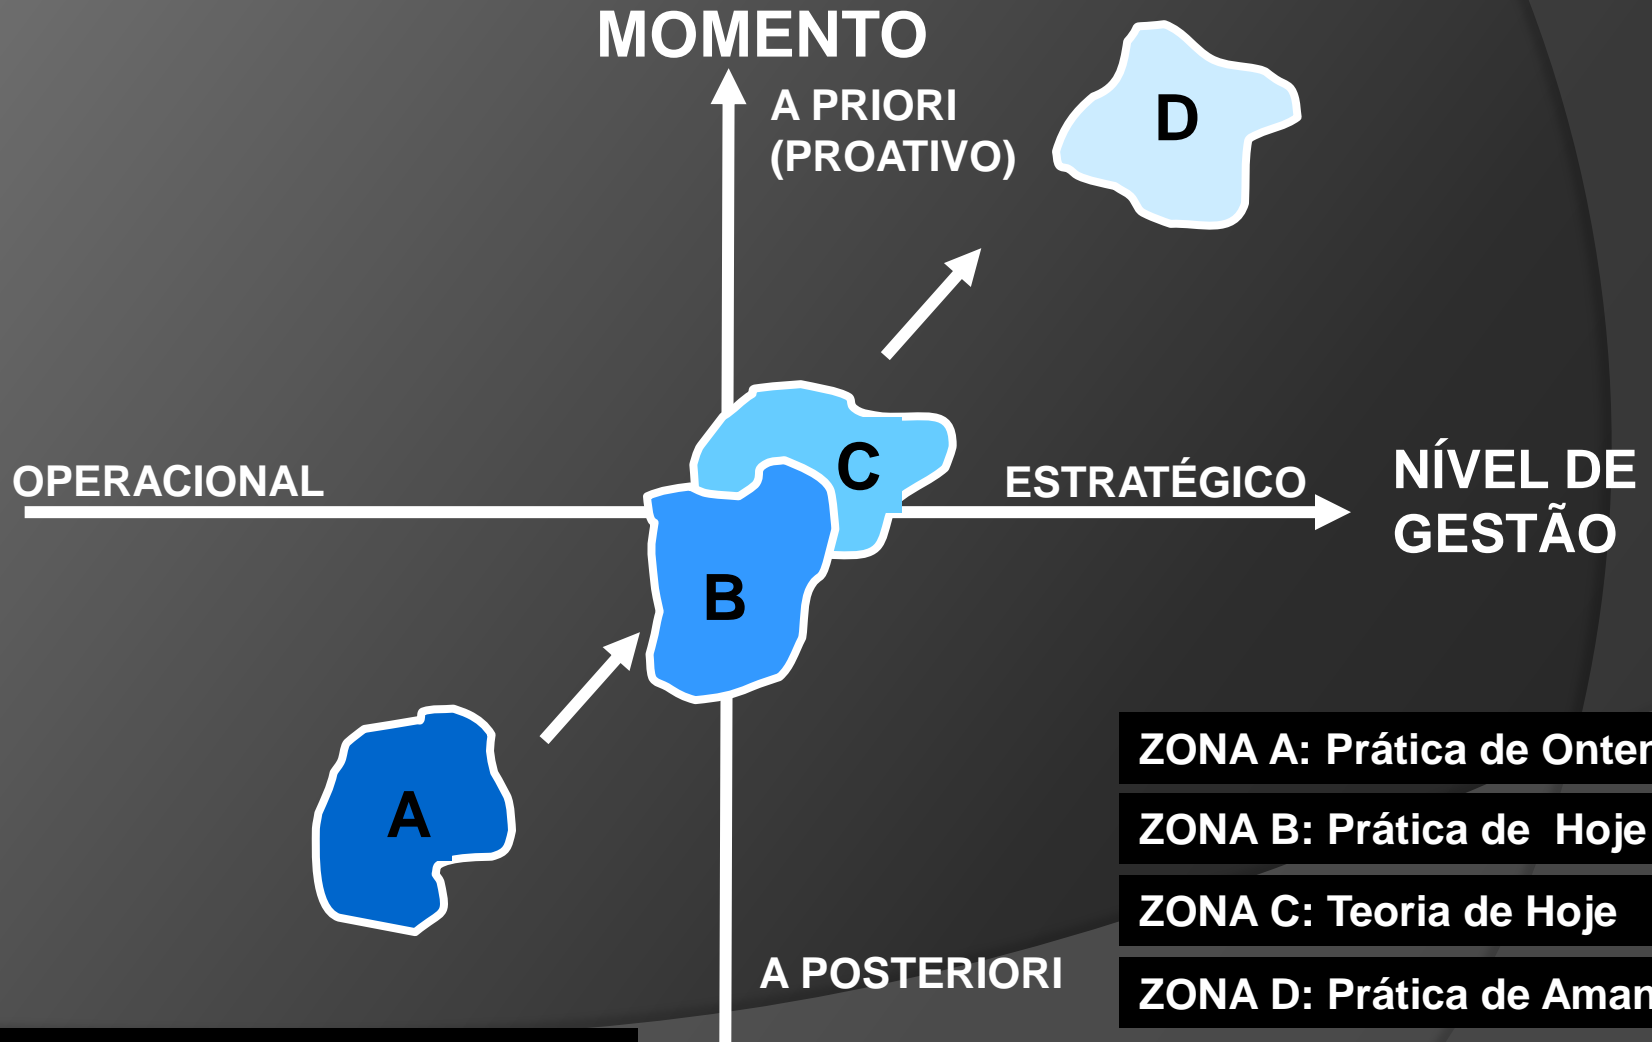 MOMENTO
A PRIORI
(PROATIVO)
D
C
OPERACIONAL
ESTRATÉGICO
NÍVEL DE
GESTÃO
B
A
ZONA A: Prática de
ZONA B: Prática de  Hoje
ZONA C: Teoria de Hoje
ZONA D: Prática de
A POSTERIORI